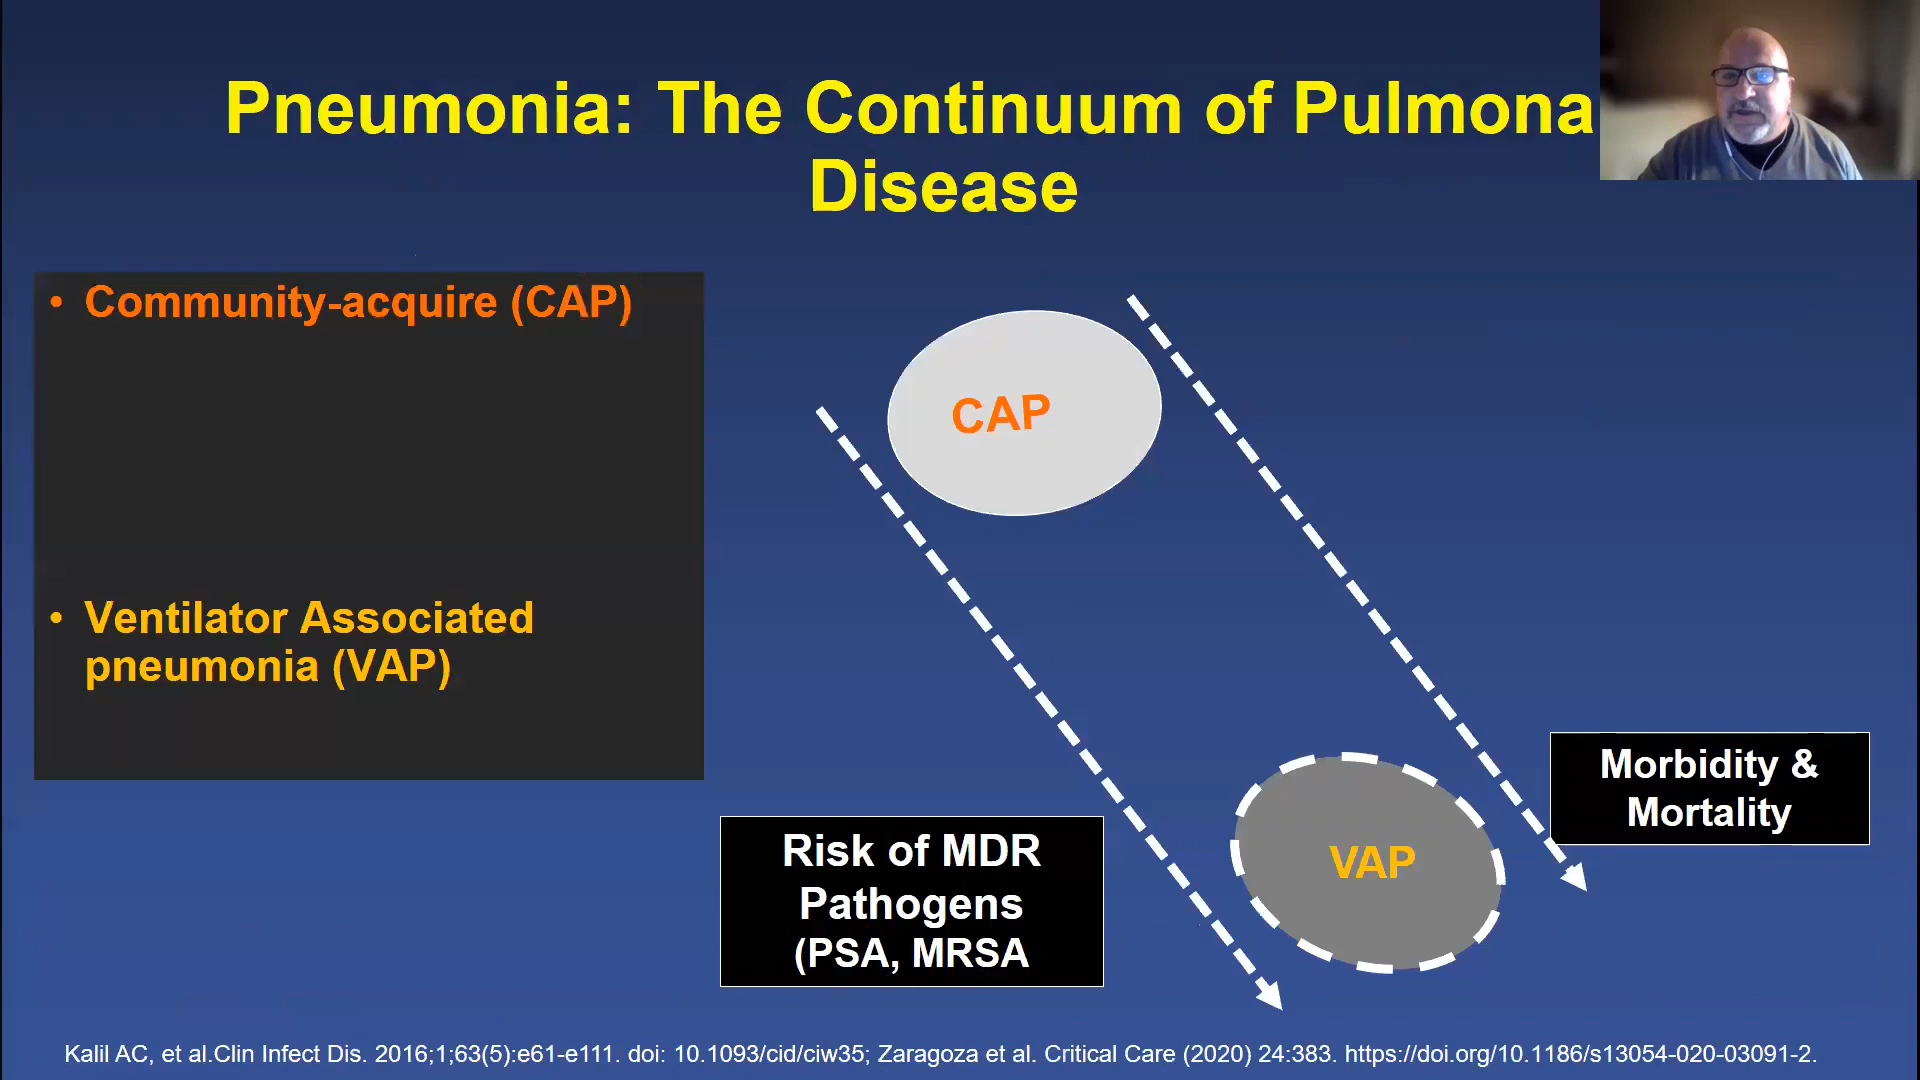 Pneumonia: The Continuum of Pulmona
Disease
• Community-acquire (CAP)
• Ventilator Associated
pneumonia (VAP)
CAP
VAP
Morbidity &
Mortality
Risk of MDR
Pathogens
(PSA, MRSA
Kalil AC, et al.Clin Infect Dis. 2016;1;63(5):e61-e111. doi: 10.1093/cid/ciw35; Zaragoza et al. Critical Care (2020) 24:383. https://doi.org/10.1186/s13054-020-03091-2.